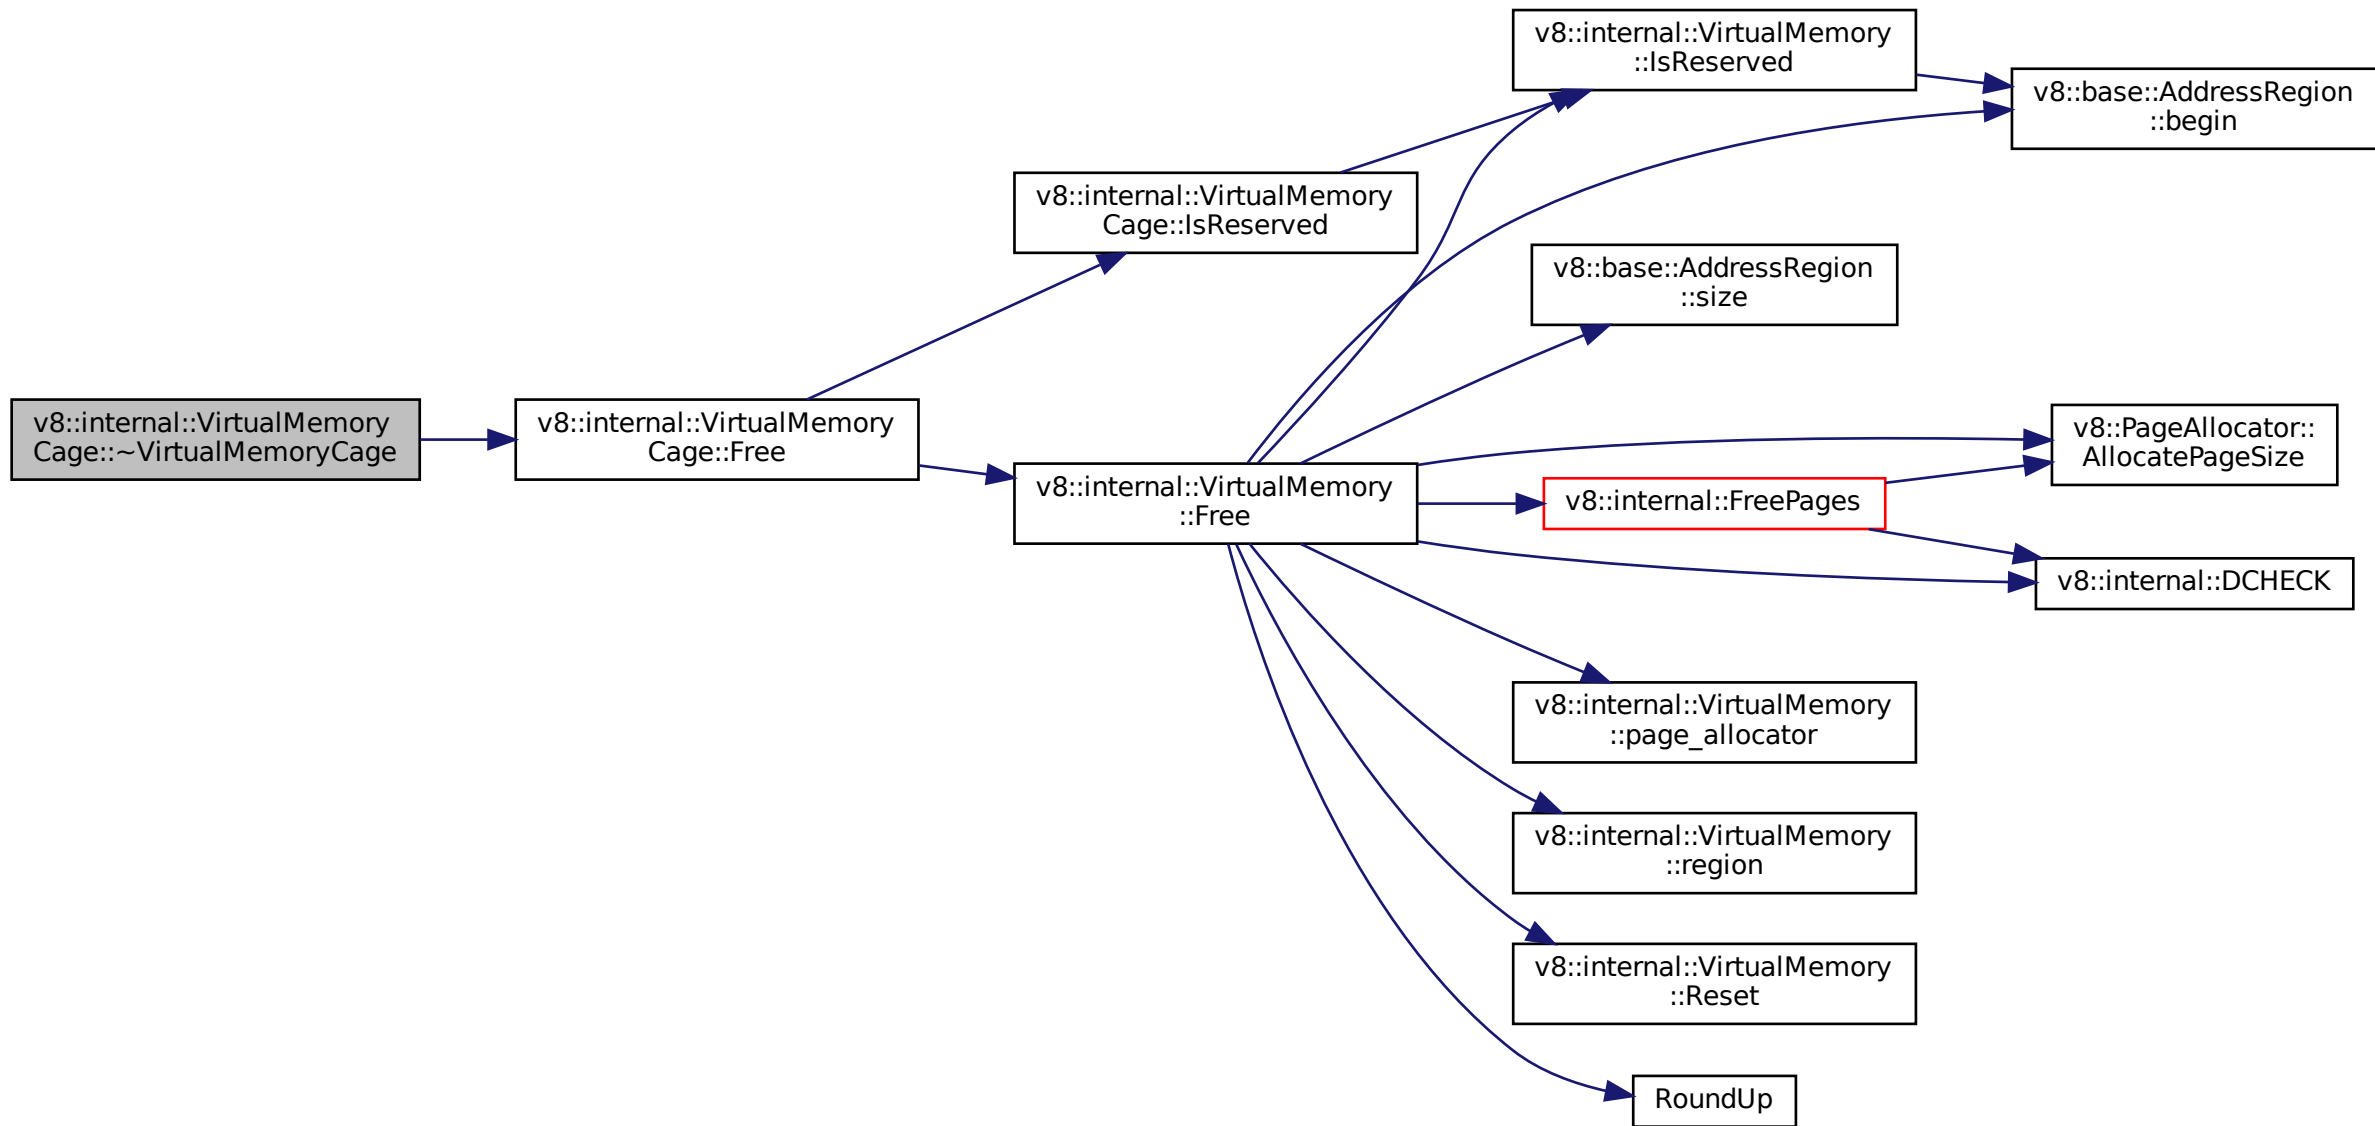 v8::internal::VirtualMemory
Cage::~VirtualMemoryCage
v8::internal::VirtualMemory
Cage::Free
v8::internal::VirtualMemory
Cage::IsReserved
v8::internal::VirtualMemory
::Free
v8::internal::VirtualMemory
::IsReserved
v8::base::AddressRegion
::begin
v8::base::AddressRegion
::size
v8::PageAllocator::
AllocatePageSize
v8::internal::FreePages
v8::internal::DCHECK
v8::internal::VirtualMemory
::page_allocator
v8::internal::VirtualMemory
::region
v8::internal::VirtualMemory
::Reset
RoundUp